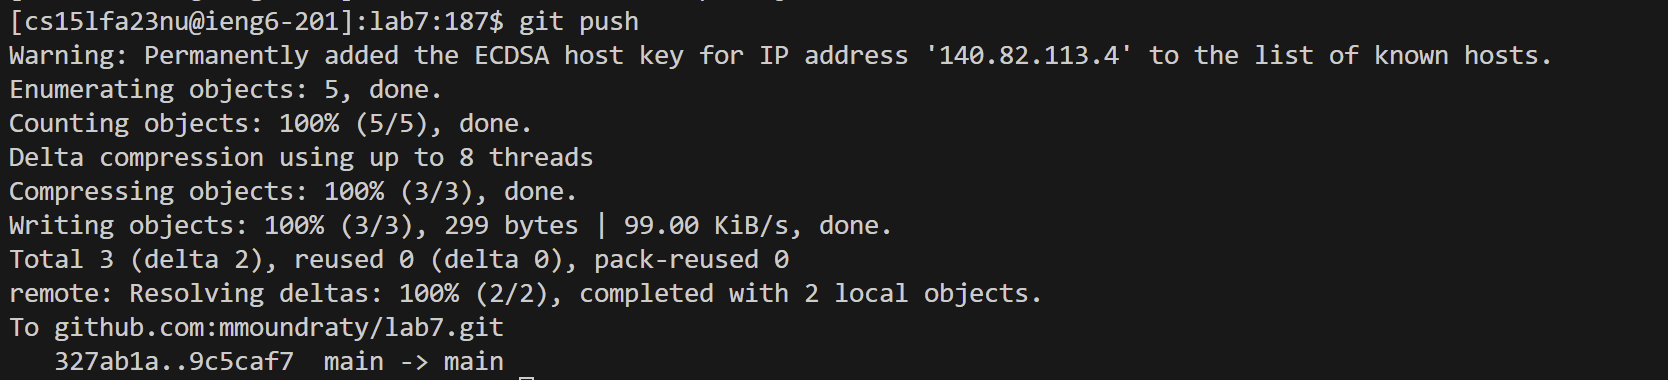 [cs15lfa23nu@ieng6-201]:lab7:187$ git push
Warning: Permanently added the ECDSA host key for IP address '140.82.113.4' to the list of known hosts.
Enumerating objects: 5, done.
Counting objects: 100% (5/5), done.
Delta compression using up to 8 threads
Compressing objects: 100% (3/3), done.
Writing objects: 100% (3/3), 299 bytes | 99.00 KiB/s, done.
Total 3 (delta 2), reused 0 (delta 0), pack-reused 0
remote: Resolving deltas: 100% (2/2), completed with 2 local objects.
To github.com:mmoundraty/lab7.git
   327ab1a..9c5caf7  main -> main